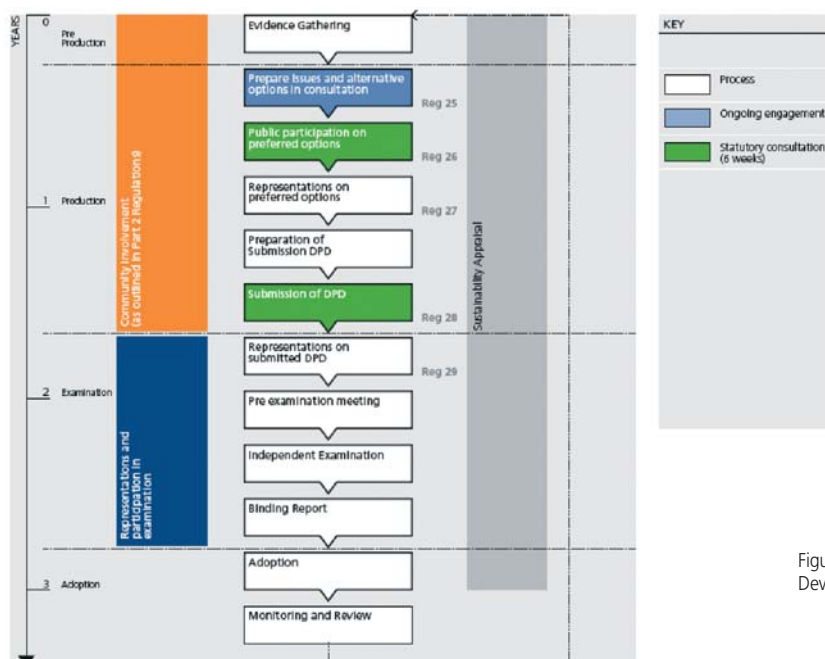 YEARS
0
Pre
Production
Evidence Gathering
Prepare Issues and alternative
options in consultation
Reg 25
Public participation on
preferred options
Reg 26
1
Production
Representations on
preferred options
Reg 27
Preparation of
Submission DPD
Submission of DPD
Reg 28
Community Involvement
(as outlined in Part 2 Regulations)
Sustainability Appraisal
Representations on
submitted DPD
Reg 29
2
Examination
Pre examination meeting
Independent Examination
Binding Report
Representations and
participation in
examination
Adoption
3
Adoption
Monitoring and Review
KEY
Process
Ongoing engagement
Statutory consultation
(6 weeks)
Figu
Dev